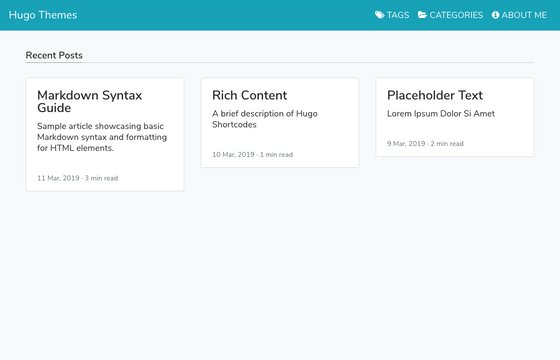 Hugo Themes
TAGS CATEGORIES ABOUT ME
Recent Posts
Markdown Syntax
Guide
Sample article showcasing basic
Markdown syntax and formatting
for HTML elements.
11 Mar, 2019 · 3 min read
Rich Content
A brief description of Hugo
Shortcodes
10 Mar, 2019 · 1 min read
Placeholder Text
Lorem Ipsum Dolor Si Amet
9 Mar, 2019 · 2 min read